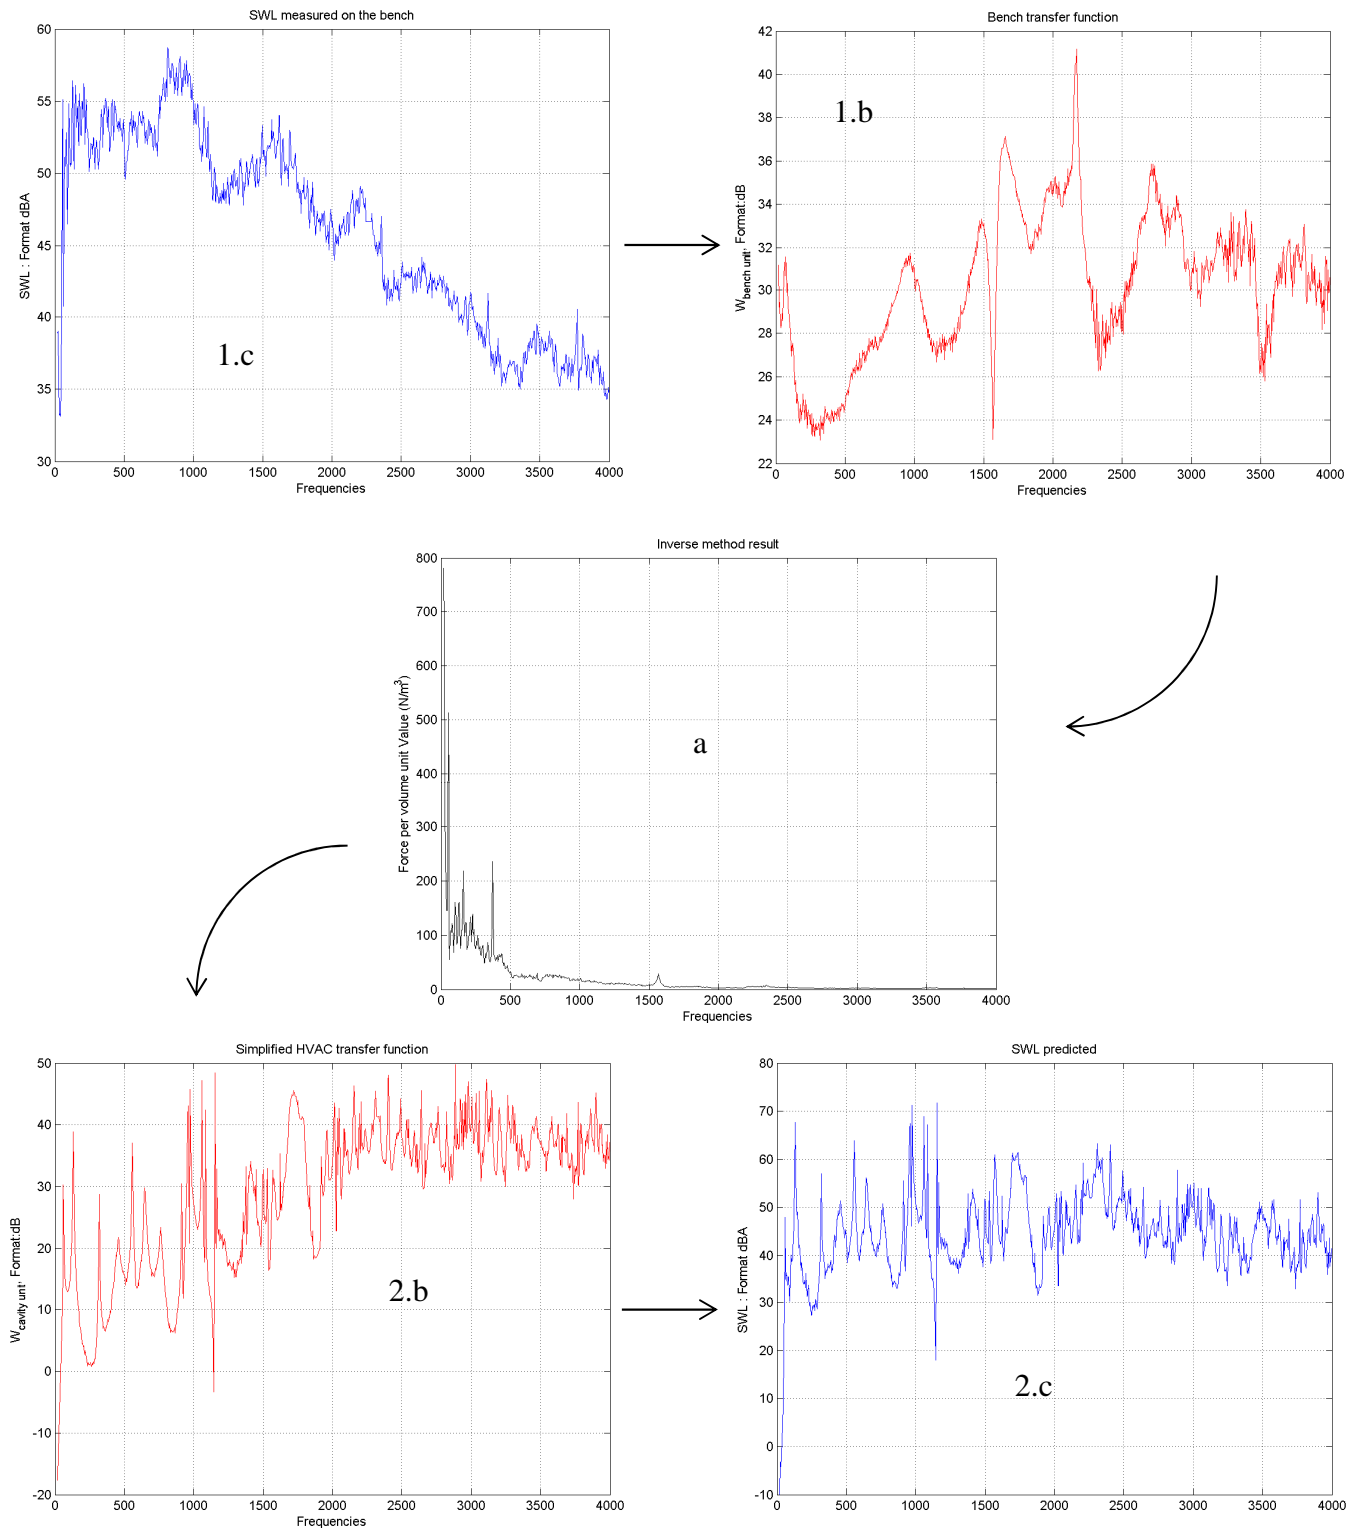 SWL measured on the bench
SWL : Format dBA
60
55
50
45
40
35
30
0 500 1000 1500 2000 2500 3000 3500 4000
Frequencies
1.c
Bench transfer function
W_bench unit, Format:dB
42
40
38
36
34
32
30
28
26
24
22
0 500 1000 1500 2000 2500 3000 3500 4000
Frequencies
1.b
Inverse method result
Force per volume unit Value (N/m³)
800
700
600
500
400
300
200
100
0
0 500 1000 1500 2000 2500 3000 3500 4000
Frequencies
a
Simplified HVAC transfer function
W_cavity unt, Format:dB
50
40
30
20
10
0
-10
-20
0 500 1000 1500 2000 2500 3000 3500 4000
Frequencies
2.b
SWL predicted
SWL : Format dBA
80
70
60
50
40
30
20
10
0
-10
0 500 1000 1500 2000 2500 3000 3500 4000
Frequencies
2.c